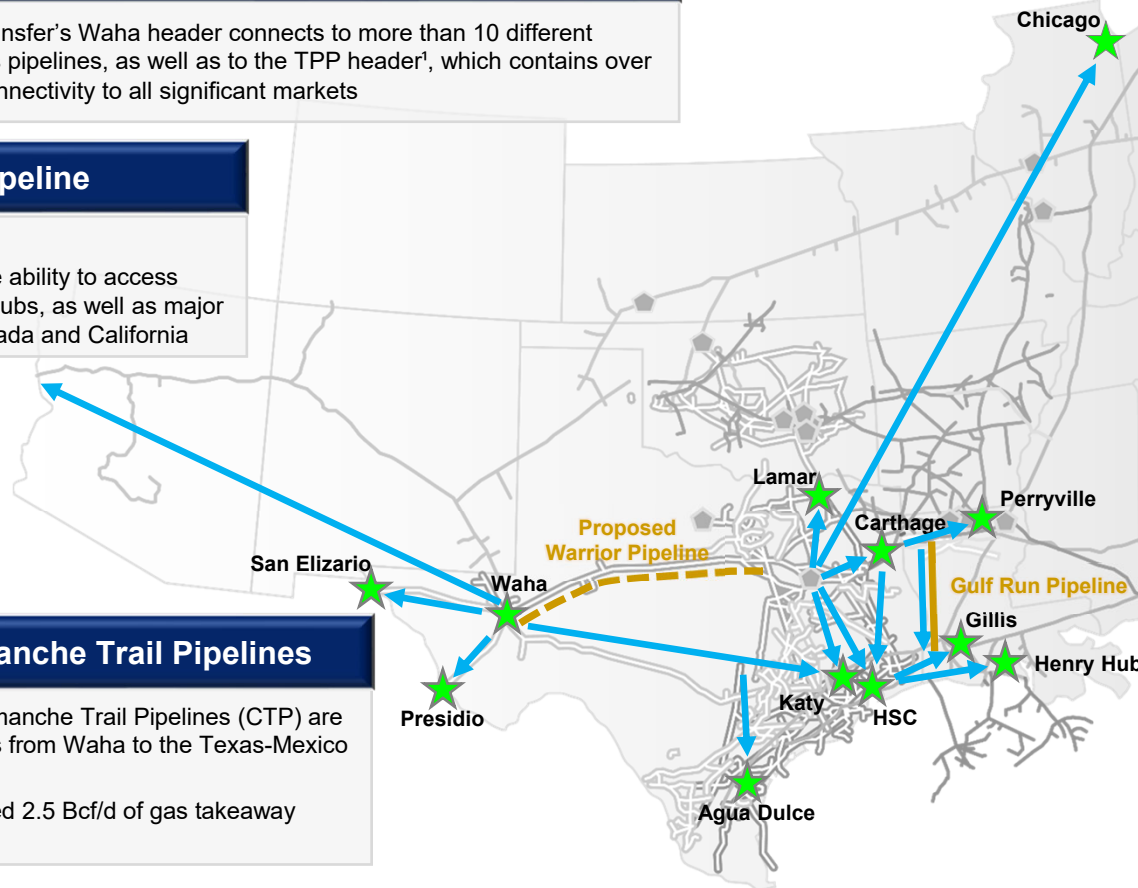 nsfer's Waha header connects to more than 10 different
pipelines, as well as to the TPP header¹, which contains over
nnectivity to all significant markets
peline
e ability to access
ubs, as well as major
ada and California
anche Trail Pipelines
manche Trail Pipelines (CTP) are
s from Waha to the Texas-Mexico
ed 2.5 Bcf/d of gas takeaway
Chicago
Lamar
Perryville
Carthage
Proposed
Warrior Pipeline
San Elizario
Waha
Gulf Run Pipeline
Gillis
Henry Hub
Katy
HSC
Presidio
Agua Dulce